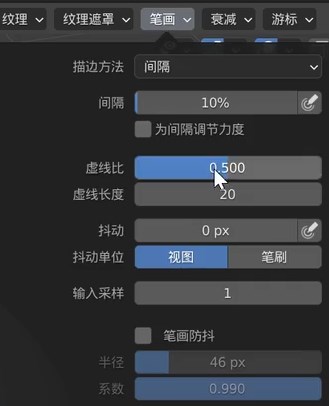 纹理 纹理遮罩 笔画 衰减 游标
描边方法 间隔
间隔 10%
为间隔调节力度
虚线比 0.500
虚线长度 20
抖动 0 px
抖动单位 视图 笔刷
输入采样 1
笔画防抖
半径 46 px
系数 0.990